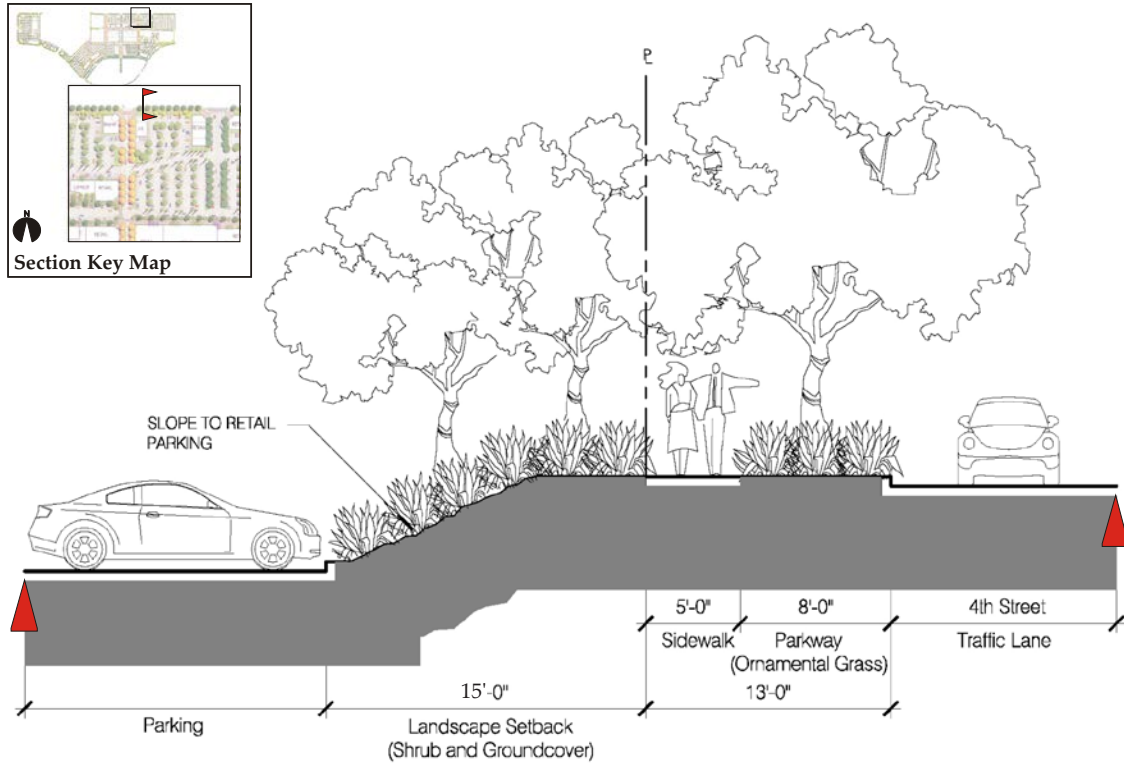 N
Section Key Map
P
SLOPE TO RETAIL
PARKING
5'-0"
8'-0"
4th Street
Sidewalk
Parkway
(Ornamental Grass)
Traffic Lane
15'-0"
13'-0"
Parking
Landscape Setback
(Shrub and Groundcover)